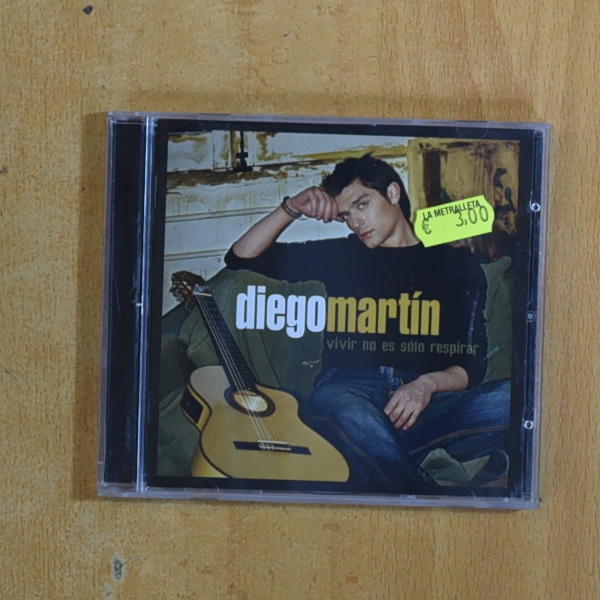 LA METRALLETA
€ 3,00
diegomartín
vivir no es sólo respirar